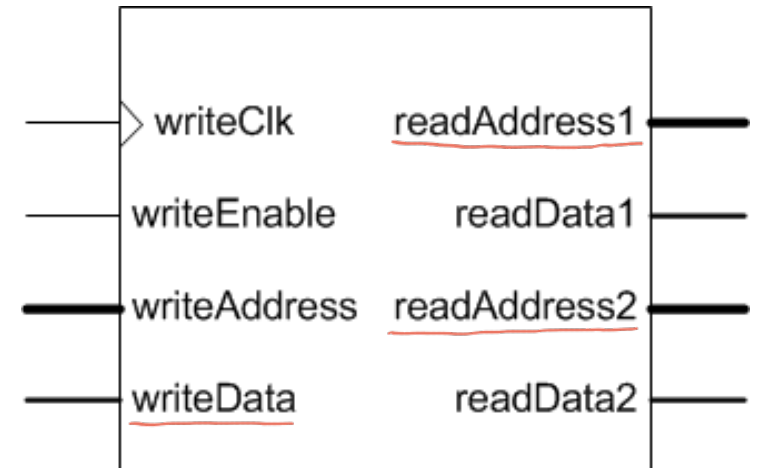 writeClk readAddress1
writeEnable readData1
writeAddress readAddress2
writeData readData2